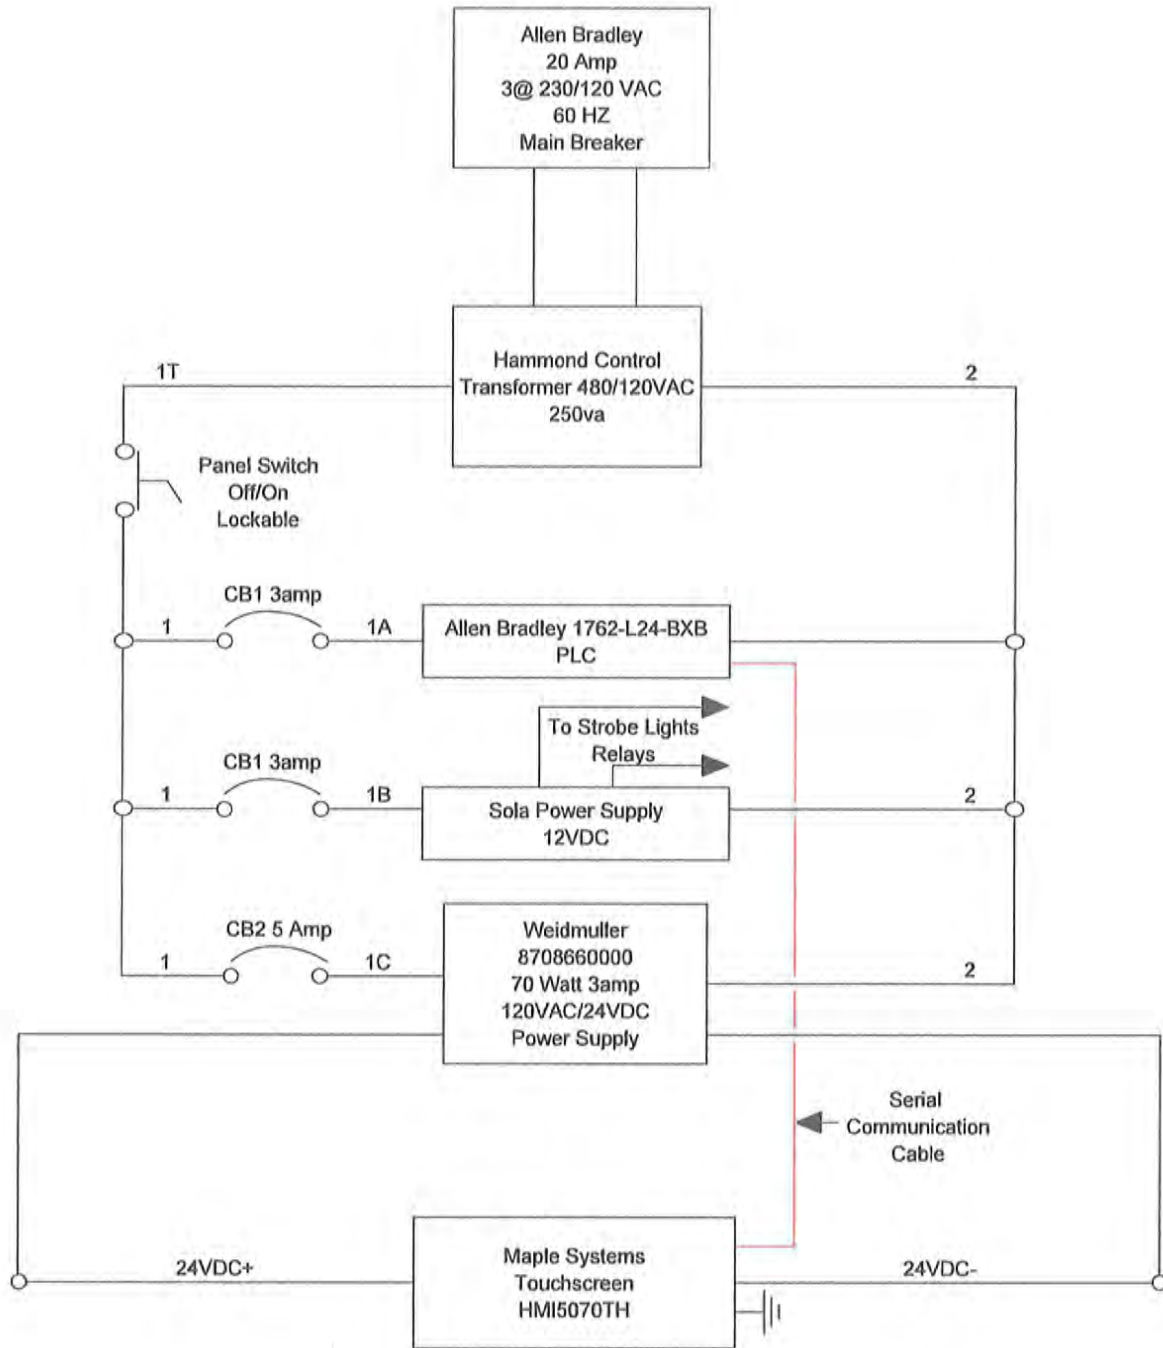 Allen Bradley
20 Amp
3@ 230/120 VAC
60 HZ
Main Breaker
Hammond Control
Transformer 480/120VAC
250va
1T
2
Panel Switch
Off/On
Lockable
CB1 3amp
1
1A
Allen Bradley 1762-L24-BXB
PLC
To Strobe Lights
Relays
CB1 3amp
1
1B
Sola Power Supply
12VDC
2
CB2 5 Amp
1
1C
Weidmuller
8708660000
70 Watt 3amp
120VAC/24VDC
Power Supply
2
Serial
Communication
Cable
24VDC+
Maple Systems
Touchscreen
HMI5070TH
24VDC-